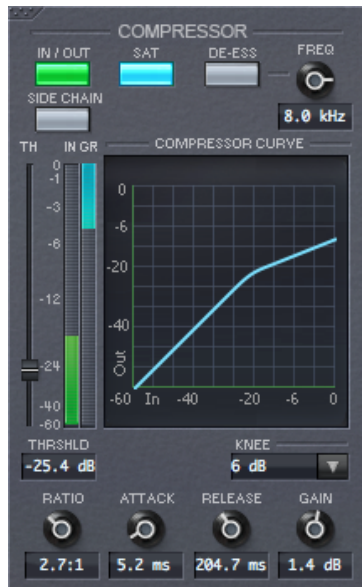 COMPRESSOR
IN / OUT SAT DE-ESS FREQ
SIDE CHAIN 8.0 kHz
TH IN GR COMPRESSOR CURVE
0
-1
-3
-6
-12
-24
-40
-60
0
-6
-20
-40
Out
-60 In -40 -20 -6 0
THRSHLD KNEE
-25.4 dB 6 dB
RATIO ATTACK RELEASE GAIN
2.7:1 5.2 ms 204.7 ms 1.4 dB